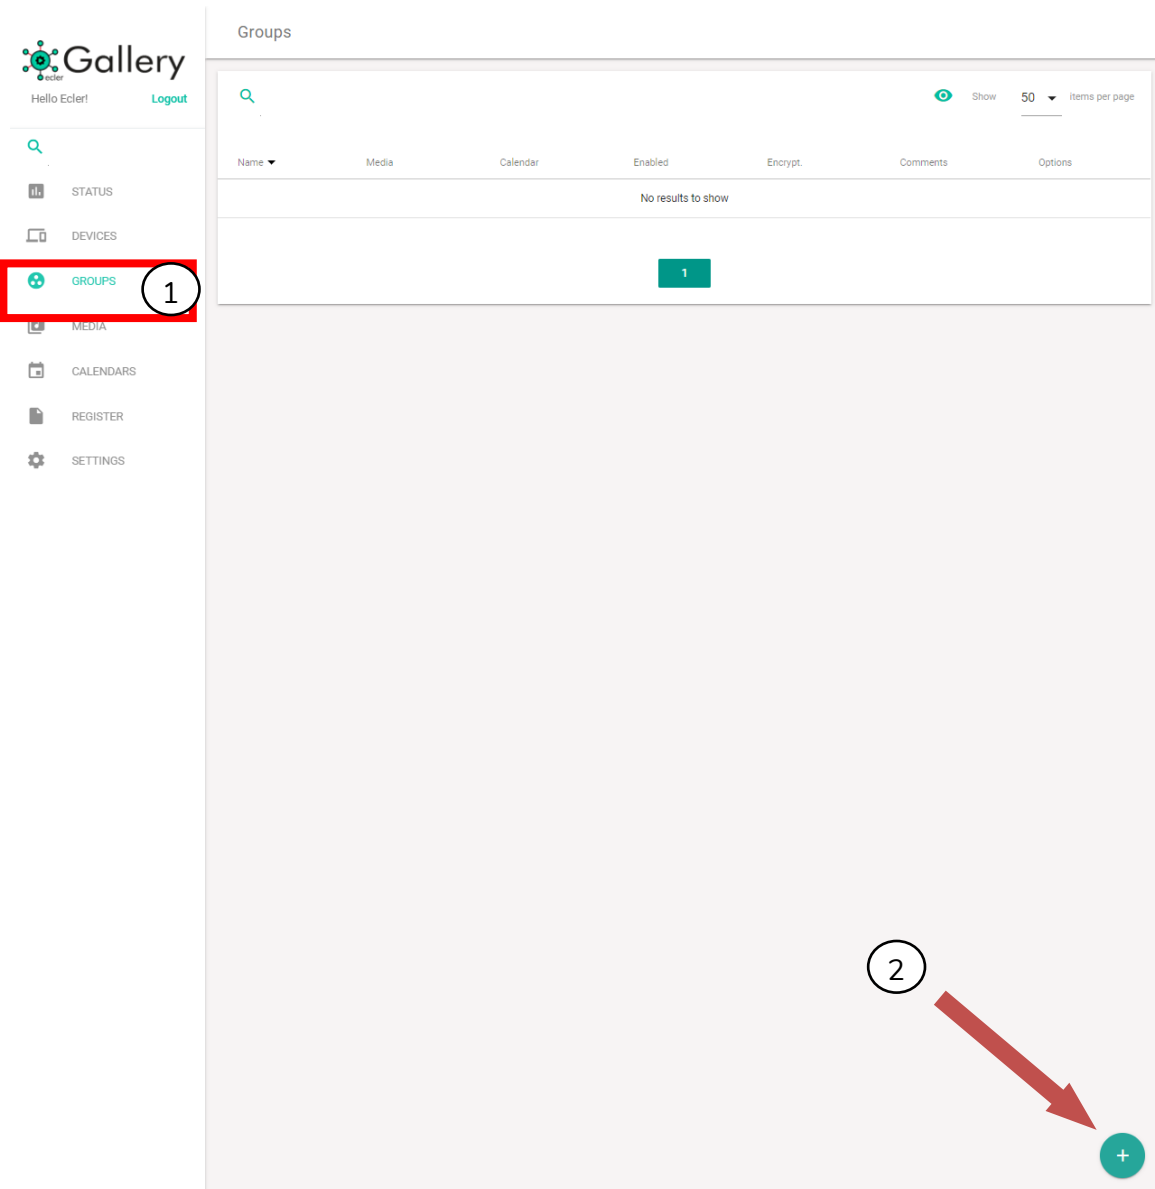 Gallery
ecler
Hello Ecler! Logout
STATUS
DEVICES
GROUPS
1
MEDIA
CALENDARS
REGISTER
SETTINGS
Groups
Show 50 items per page
Name Media Calendar Enabled Encrypt. Comments Options
No results to show
1
2
+